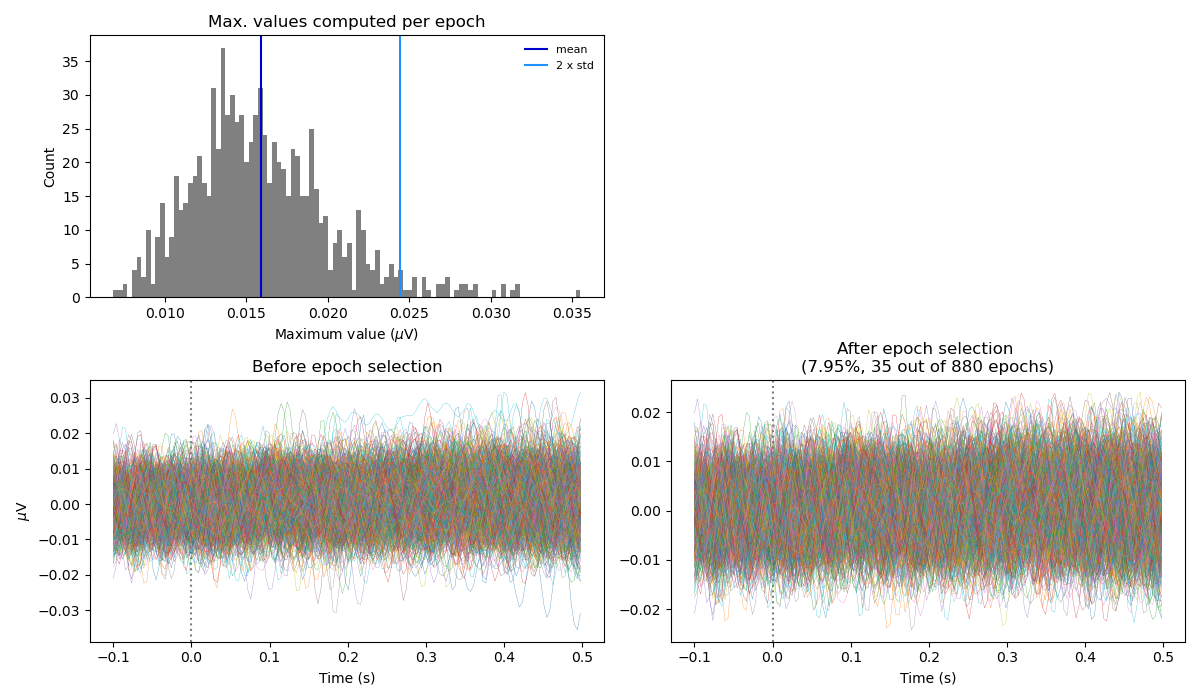 Max. values computed per epoch
mean
2 x std
35
30
25
20
15
10
5
0
Count
0.010 0.015 0.020 0.025 0.030 0.035
Maximum value (μV)
Before epoch selection
0.03
0.02
0.01
0.00
−0.01
−0.02
−0.03
μV
−0.1 0.0 0.1 0.2 0.3 0.4 0.5
Time (s)
After epoch selection
(7.95%, 35 out of 880 epochs)
0.02
0.01
0.00
−0.01
−0.02
−0.1 0.0 0.1 0.2 0.3 0.4 0.5
Time (s)